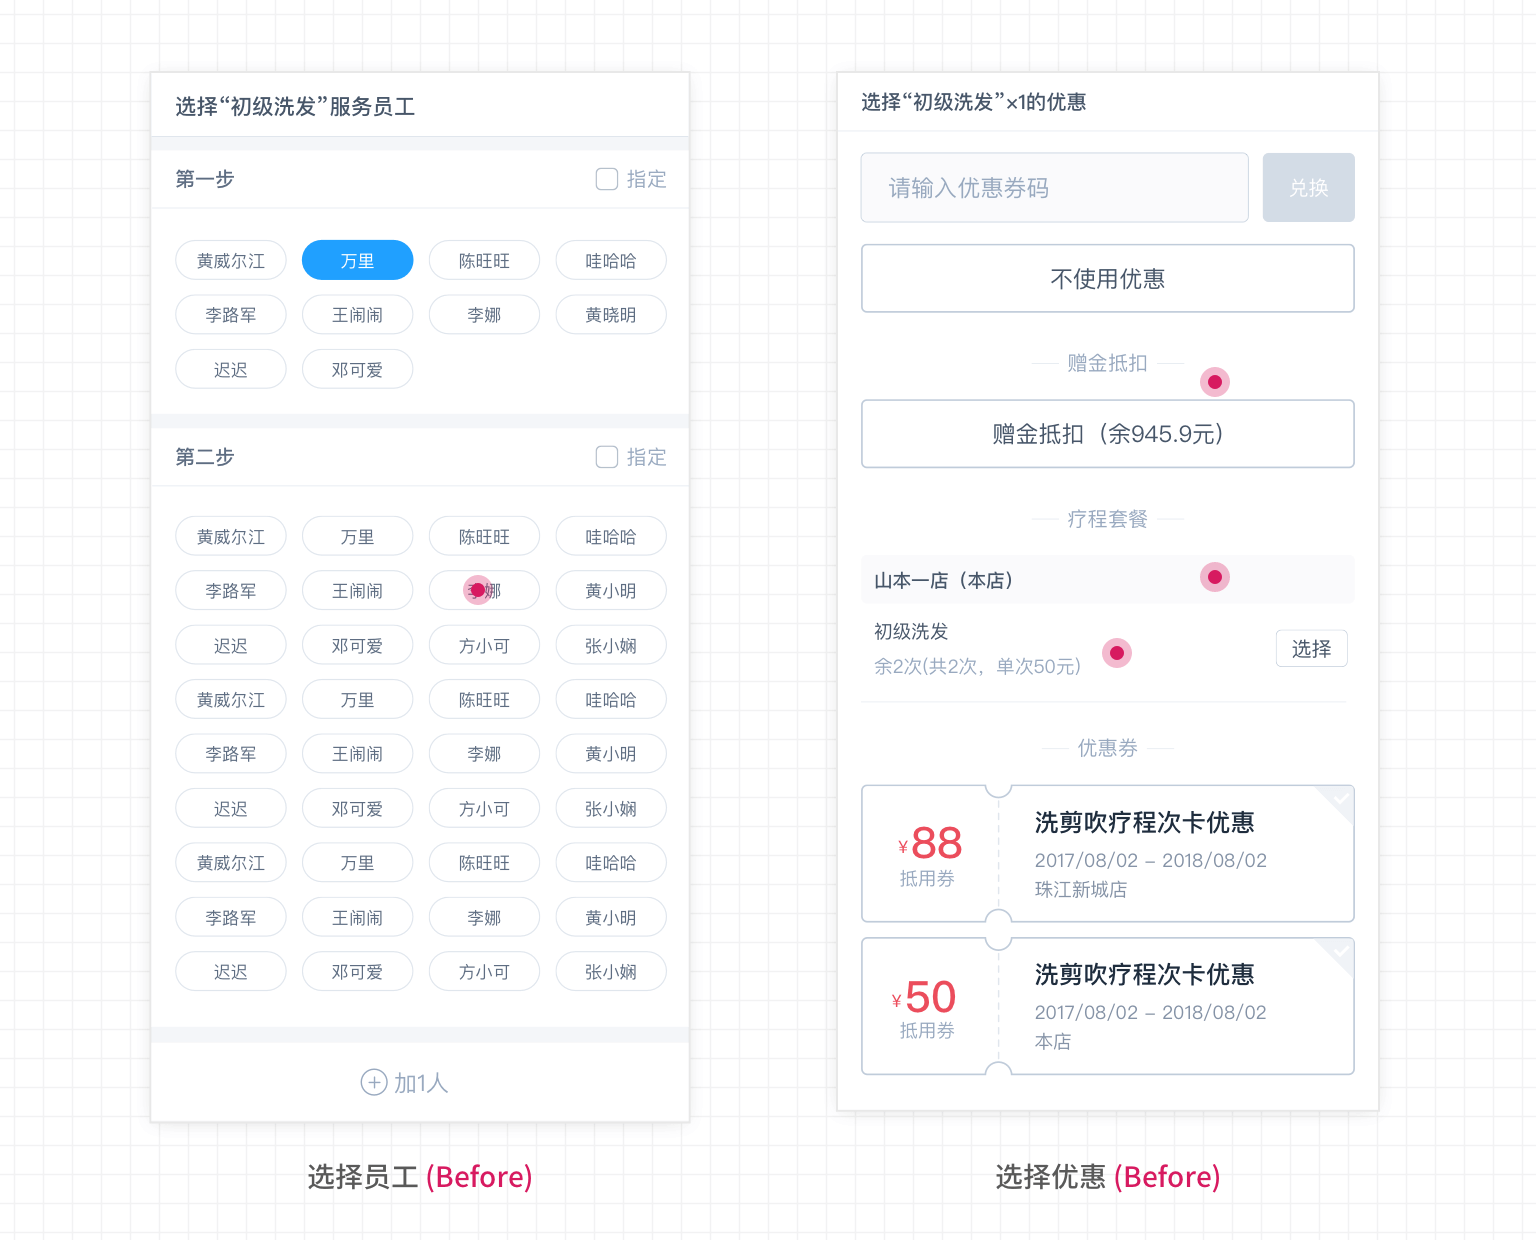 选择“初级洗发”服务员工
第一步 指定
黄威尔江 万里 陈旺旺 哇哈哈
李路军 王闹闹 李娜 黄晓明
迟迟 邓可爱
第二步 指定
黄威尔江 万里 陈旺旺 哇哈哈
李路军 王闹闹 李娜 黄小明
迟迟 邓可爱 方小可 张小娴
黄威尔江 万里 陈旺旺 哇哈哈
李路军 王闹闹 李娜 黄小明
迟迟 邓可爱 方小可 张小娴
黄威尔江 万里 陈旺旺 哇哈哈
李路军 王闹闹 李娜 黄小明
迟迟 邓可爱 方小可 张小娴
加1人
选择员工 (Before)
选择“初级洗发”×1的优惠
请输入优惠券码 兑换
不使用优惠
赠金抵扣
赠金抵扣（余945.9元）
疗程套餐
山本一店（本店）
初级洗发
余2次(共2次，单次50元)
选择
优惠券
¥88
抵用券
洗剪吹疗程次卡优惠
2017/08/02 – 2018/08/02
珠江新城店
¥50
抵用券
洗剪吹疗程次卡优惠
2017/08/02 – 2018/08/02
本店
选择优惠 (Before)